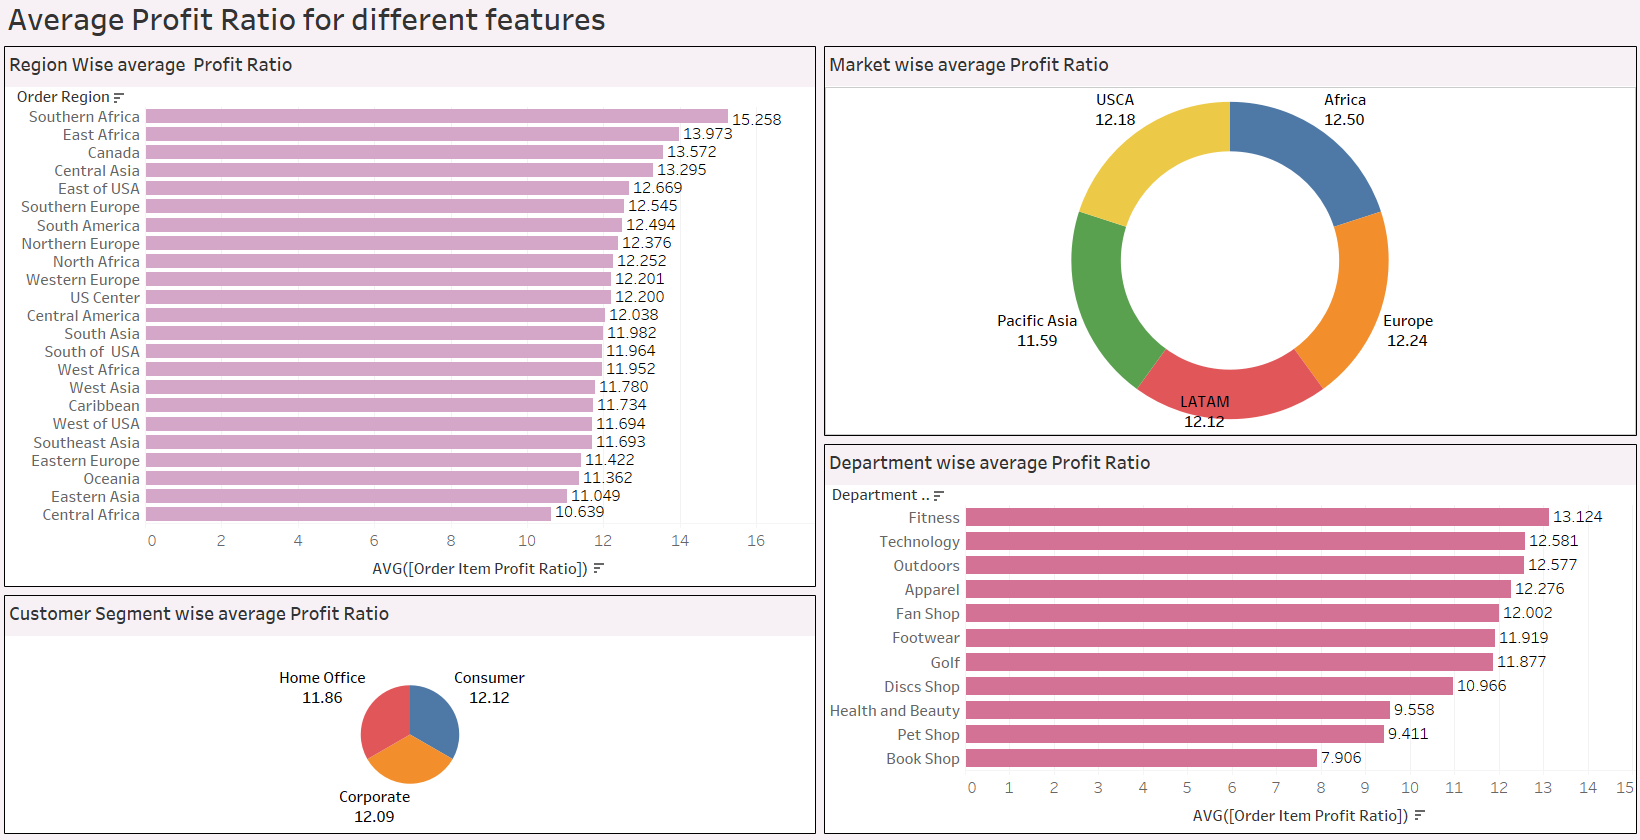 Average Profit Ratio for different features
Region Wise average  Profit Ratio
Order Region
Southern Africa 15.258
East Africa 13.973
Canada 13.572
Central Asia 13.295
East of USA 12.669
Southern Europe 12.545
South America 12.494
Northern Europe 12.376
North Africa 12.252
Western Europe 12.201
US Center 12.200
Central America 12.038
South Asia 11.982
South of  USA 11.964
West Africa 11.952
West Asia 11.780
Caribbean 11.734
West of USA 11.694
Southeast Asia 11.693
Eastern Europe 11.422
Oceania 11.362
Eastern Asia 11.049
Central Africa 10.639
0 2 4 6 8 10 12 14 16
AVG([Order Item Profit Ratio])
Customer Segment wise average Profit Ratio
Home Office
11.86
Consumer
12.12
Corporate
12.09
Market wise average Profit Ratio
USCA
12.18
Africa
12.50
Pacific Asia
11.59
Europe
12.24
LATAM
12.12
Department wise average Profit Ratio
Department ..
Fitness 13.124
Technology 12.581
Outdoors 12.577
Apparel 12.276
Fan Shop 12.002
Footwear 11.919
Golf 11.877
Discs Shop 10.966
Health and Beauty 9.558
Pet Shop 9.411
Book Shop 7.906
0 1 2 3 4 5 6 7 8 9 10 11 12 13 14 15
AVG([Order Item Profit Ratio])